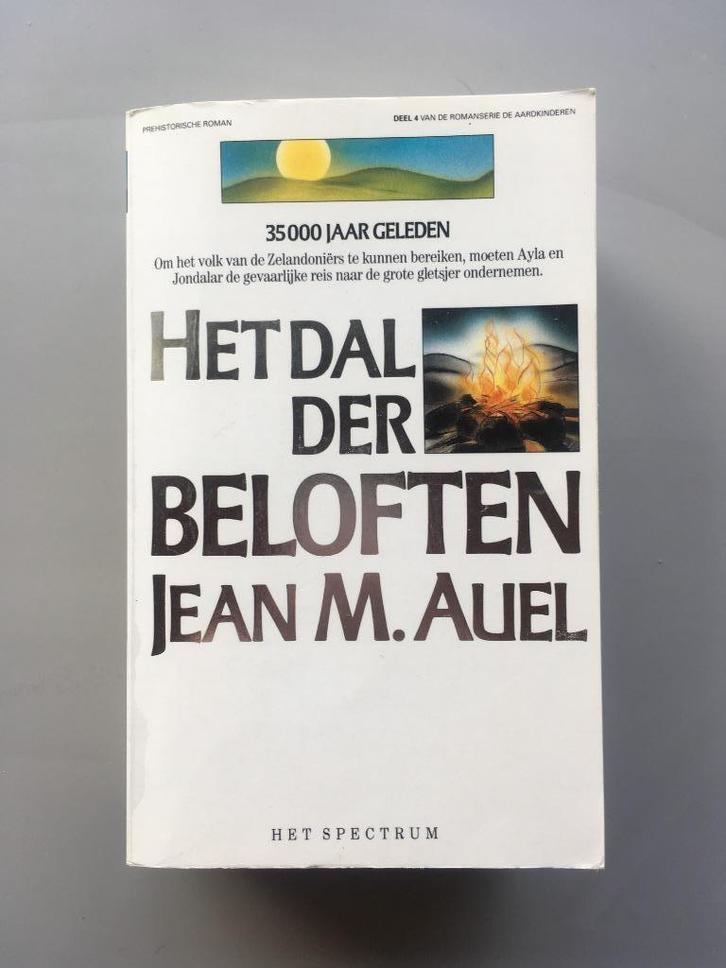 PREHISTORISCHE ROMAN
DEEL 4 VAN DE ROMANSERIE DE AARDKINDEREN
35000 JAAR GELEDEN
Om het volk van de Zelandoniërs te kunnen bereiken, moeten Ayla en
Jondalar de gevaarlijke reis naar de grote gletsjer ondernemen.
HET DAL
DER
BELOFTEN
JEAN M. AUEL
HET SPECTRUM